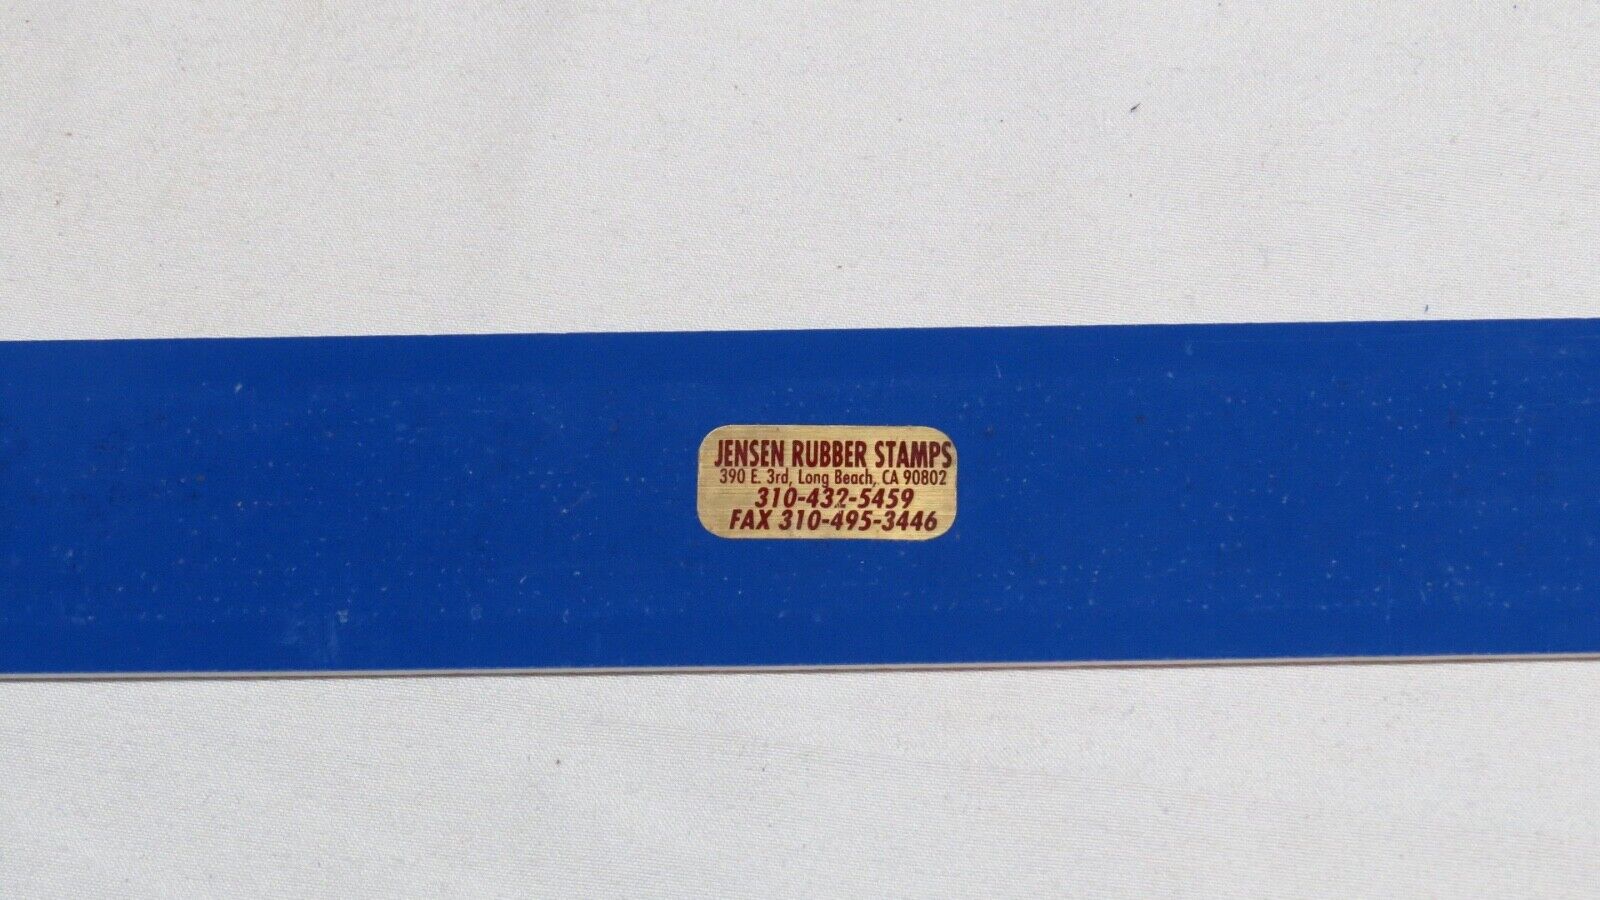 JENSEN RUBBER STAMPS
390 E. 3rd, Long Beach, CA 90802
310-432-5459
FAX 310-495-3446